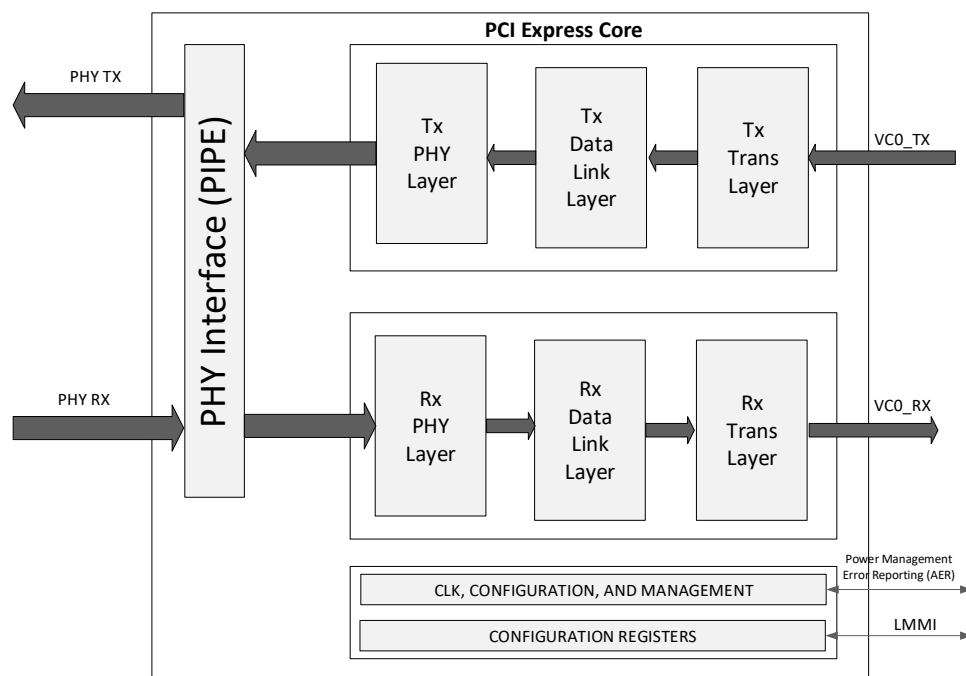 PCI Express Core
PHY TX
PHY Interface (PIPE)
Tx
PHY
Layer
Tx
Data
Link
Layer
Tx
Trans
Layer
VC0_TX
PHY RX
Rx
PHY
Layer
Rx
Data
Link
Layer
Rx
Trans
Layer
VC0_RX
CLK, CONFIGURATION, AND MANAGEMENT
Power Management
Error Reporting (AER)
CONFIGURATION REGISTERS
LMMI